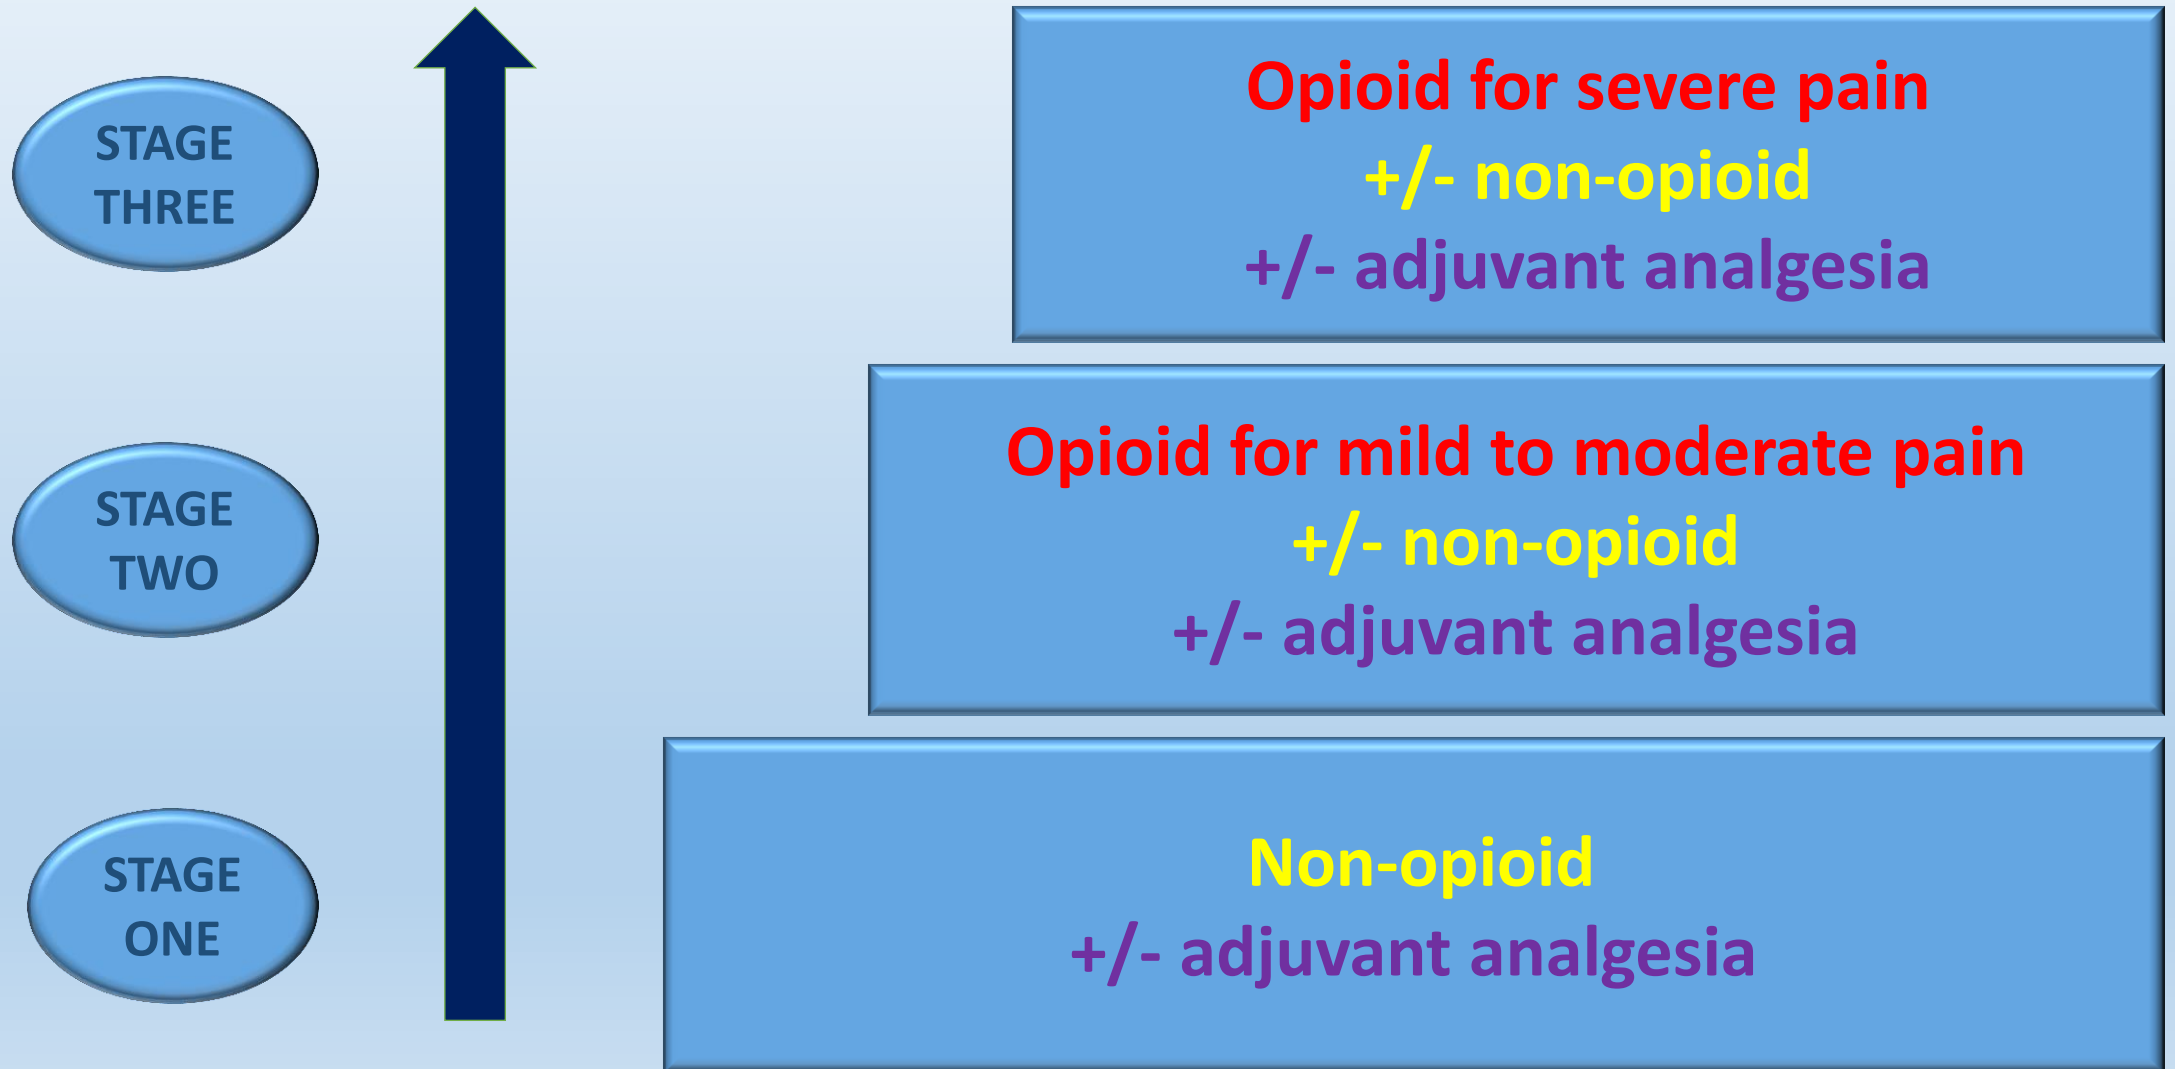 STAGE
THREE
Opioid for severe pain
+/- non-opioid
+/- adjuvant analgesia
STAGE
TWO
Opioid for mild to moderate pain
+/- non-opioid
+/- adjuvant analgesia
STAGE
ONE
Non-opioid
+/- adjuvant analgesia